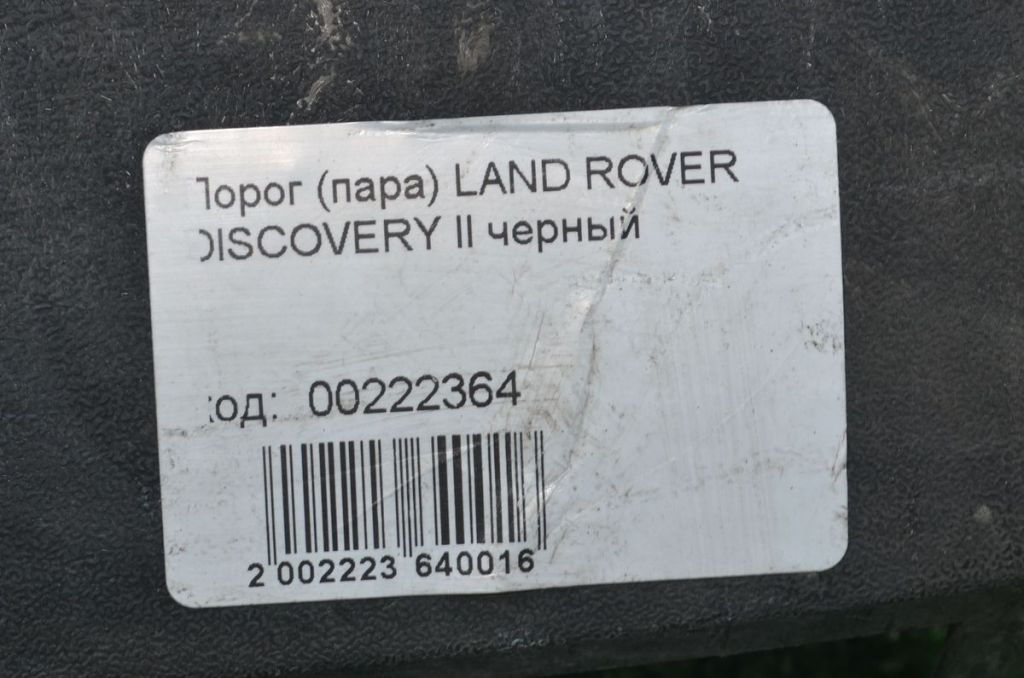 Порог (пара) LAND ROVER
DISCOVERY II черный
код: 00222364
2 002223 640016